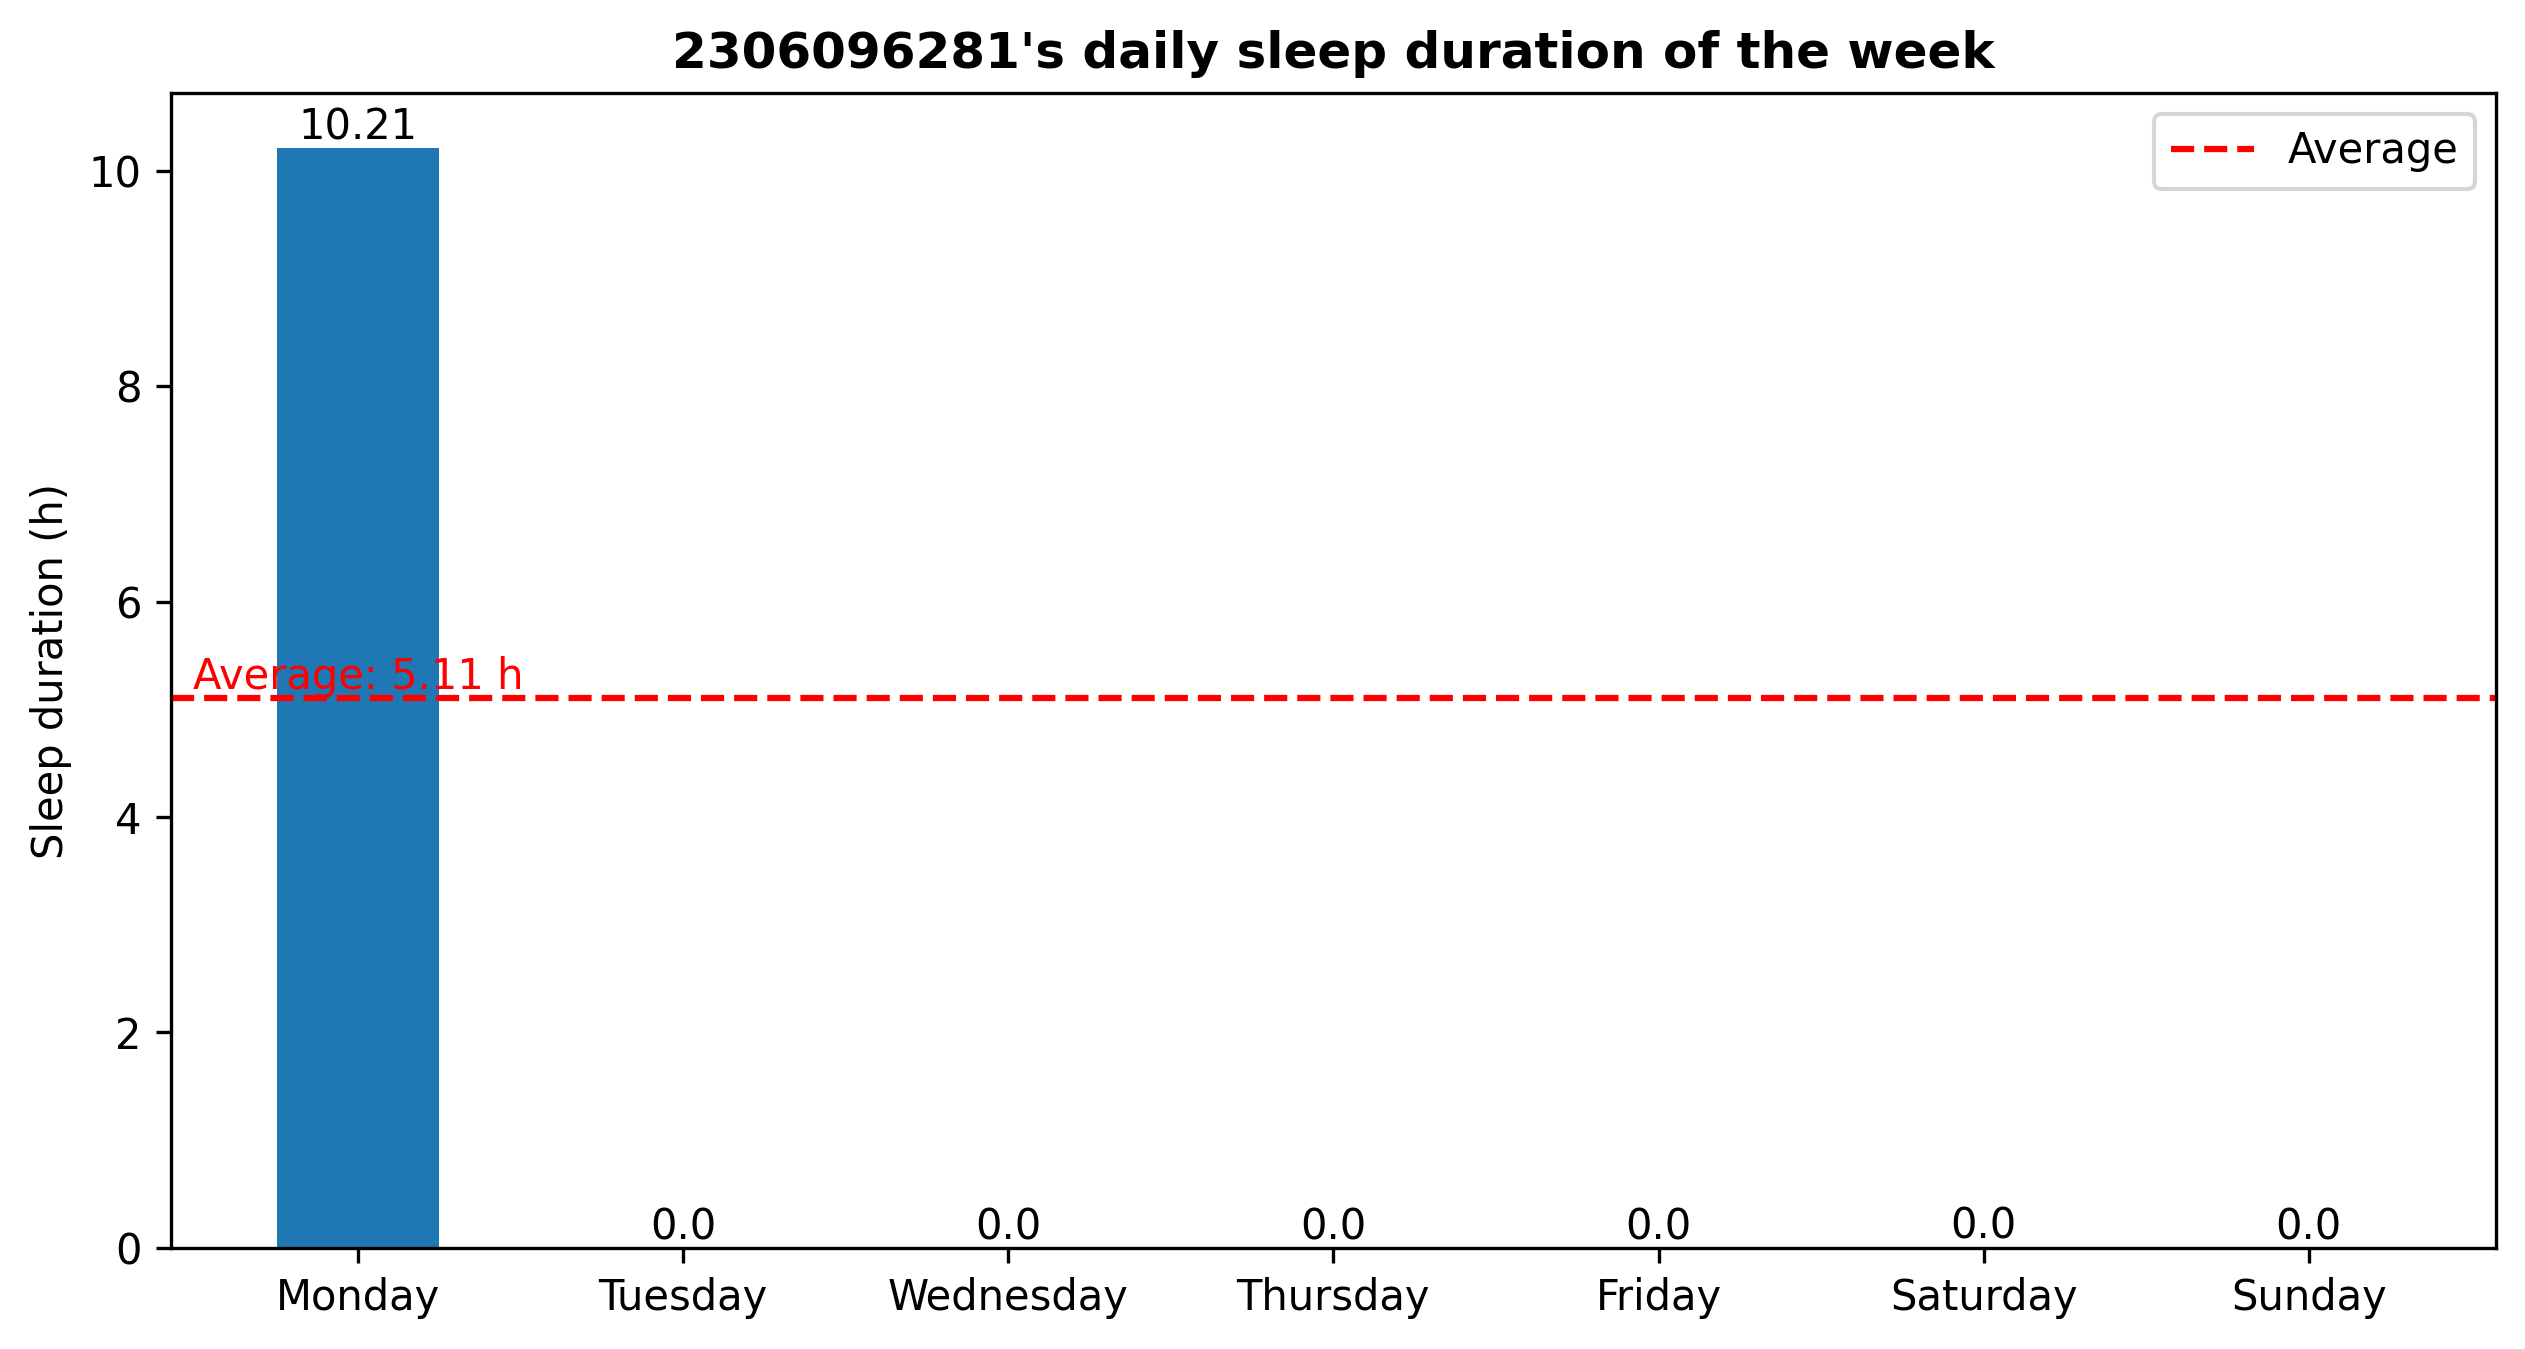 2306096281's daily sleep duration of the week
Average
10.21
10
8
6
4
2
0
Sleep duration (h)
Average: 5.11 h
0.0 0.0 0.0 0.0 0.0 0.0
Monday Tuesday Wednesday Thursday Friday Saturday Sunday